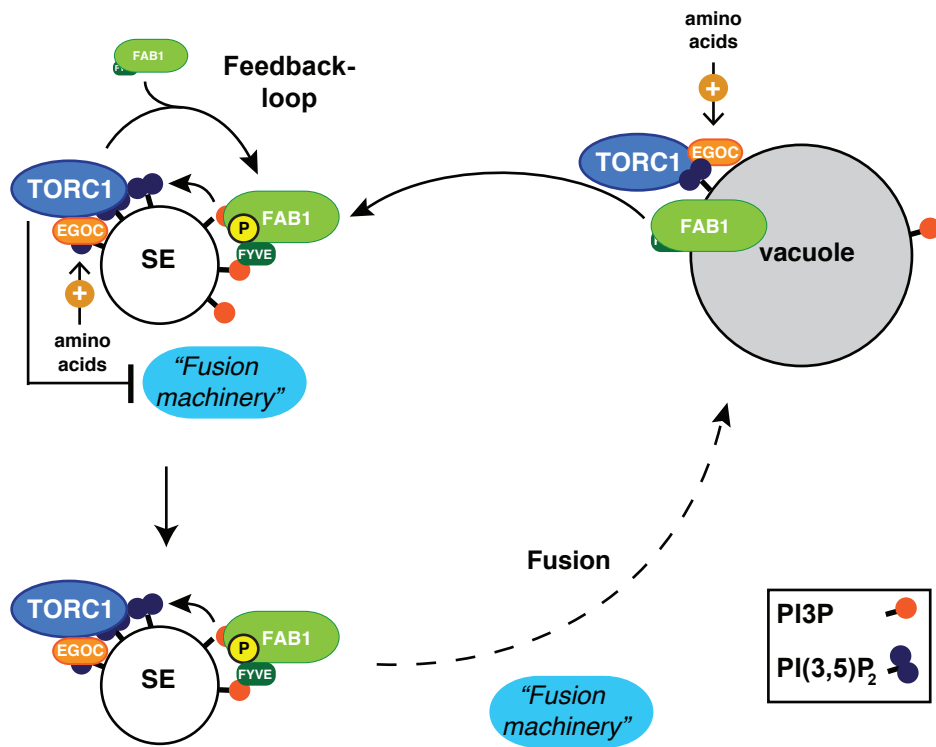 FAB1
Feedback-
loop
TORC1
EGOC
SE
P
FAB1
FYVE
+
amino
acids
“Fusion
machinery”
amino
acids
+
TORC1
EGOC
FAB1
vacuole
TORC1
EGOC
SE
P
FAB1
FYVE
Fusion
“Fusion
machinery”
PI3P
PI(3,5)P2